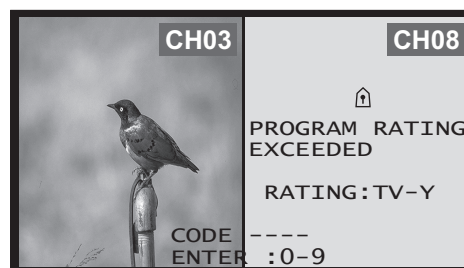 CH03
CH08
PROGRAM RATING
EXCEEDED
RATING:TV-Y
CODE ----
ENTER :0-9